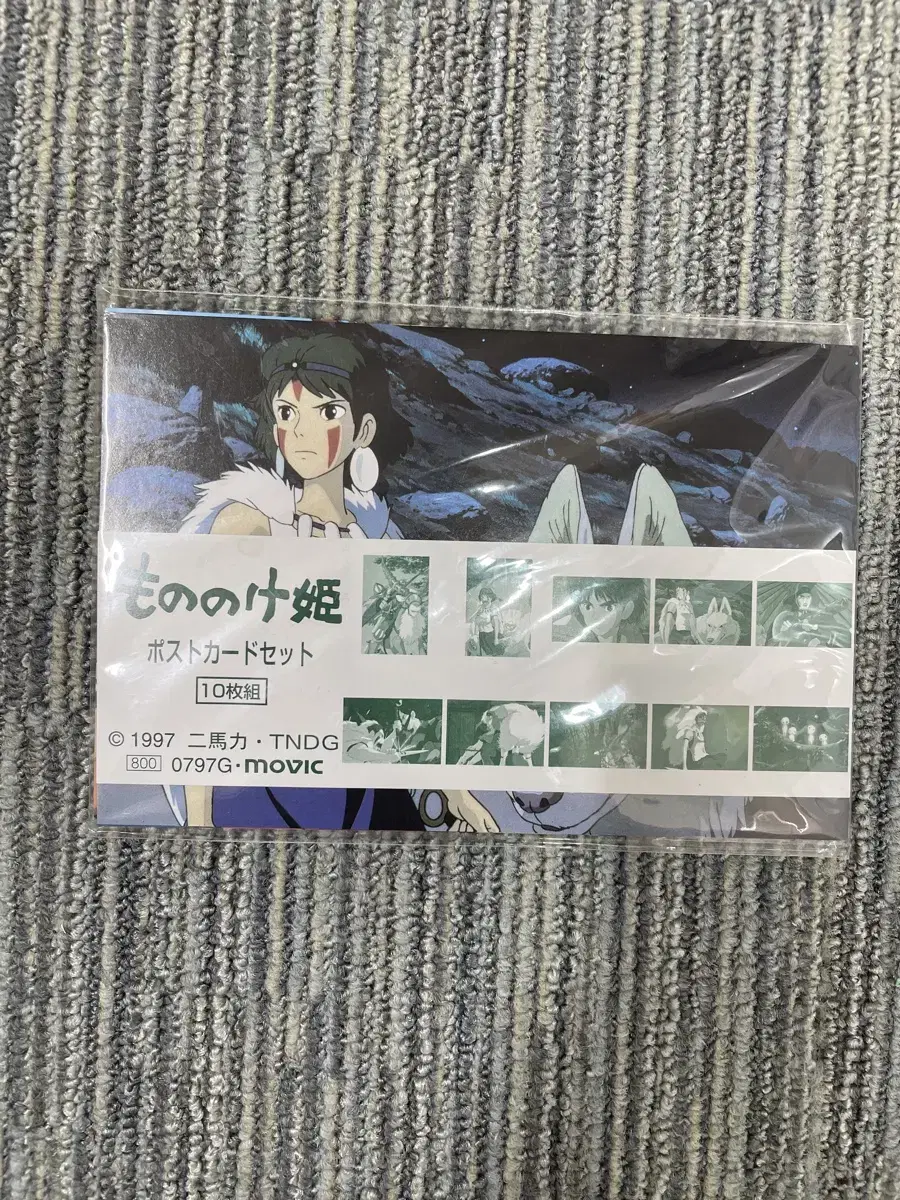 もののけ姫
ポストカードセット
10枚組
© 1997 二馬力・TNDG
800 0797G・movic